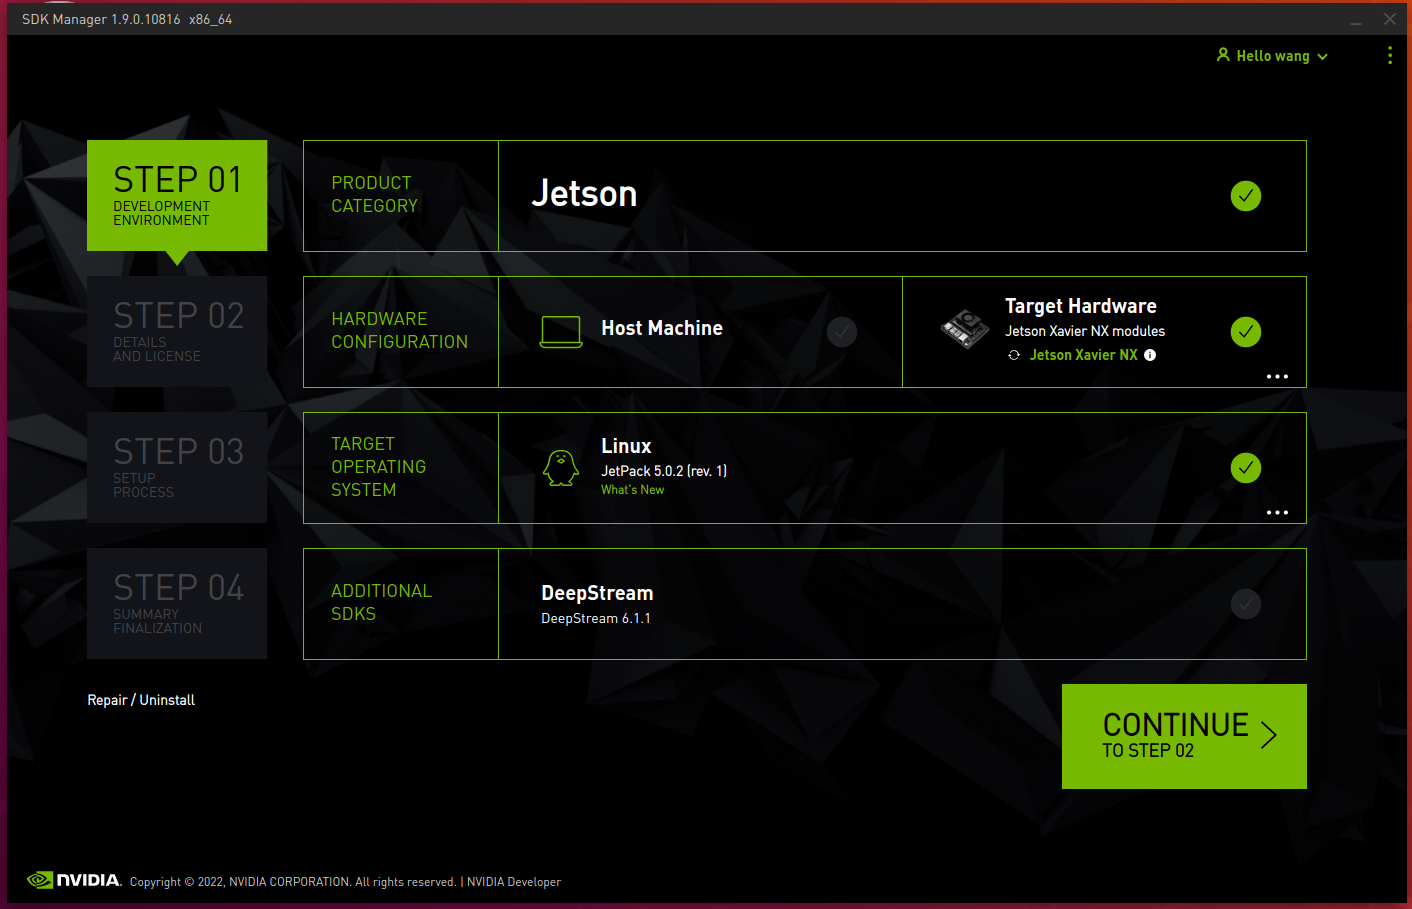 SDK Manager 1.9.0.10816 x86_64
Hello wang
STEP 01
DEVELOPMENT
ENVIRONMENT
PRODUCT
CATEGORY
Jetson
STEP 02
DETAILS
AND LICENSE
HARDWARE
CONFIGURATION
Host Machine
Target Hardware
Jetson Xavier NX modules
Jetson Xavier NX
STEP 03
SETUP
PROCESS
TARGET
OPERATING
SYSTEM
Linux
JetPack 5.0.2 (rev. 1)
What's New
STEP 04
SUMMARY
FINALIZATION
ADDITIONAL
SDKS
DeepStream
DeepStream 6.1.1
Repair / Uninstall
CONTINUE
TO STEP 02
NVIDIA. Copyright © 2022, NVIDIA CORPORATION. All rights reserved. | NVIDIA Developer